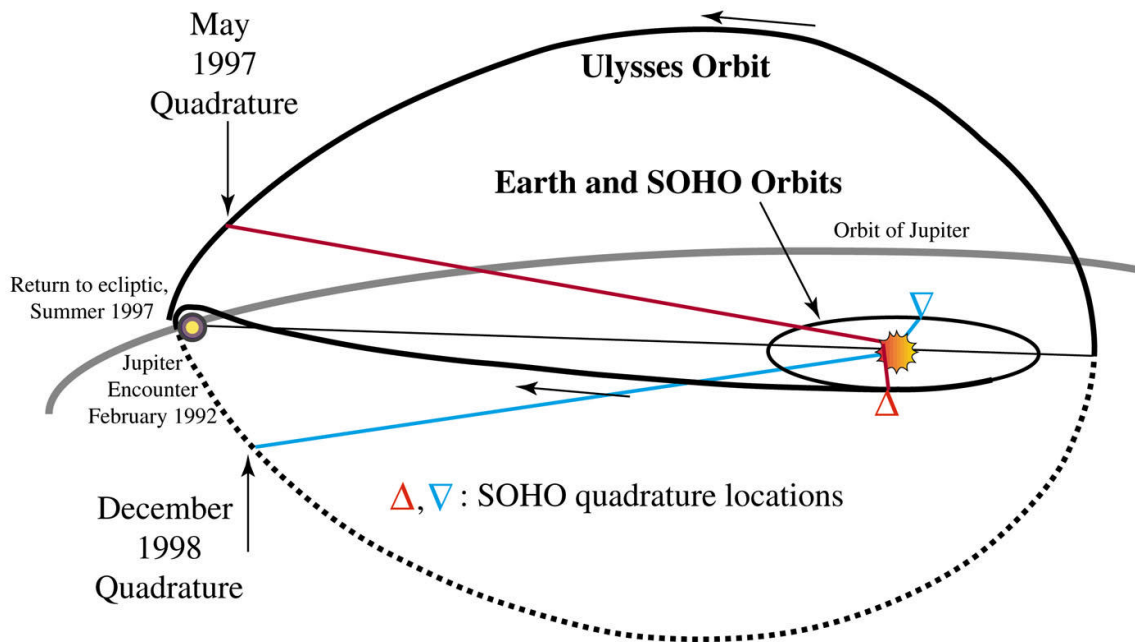 May
1997
Quadrature
Ulysses Orbit
Earth and SOHO Orbits
Orbit of Jupiter
Return to ecliptic,
Summer 1997
Jupiter
Encounter
February 1992
Δ, ∇ : SOHO quadrature locations
December
1998
Quadrature